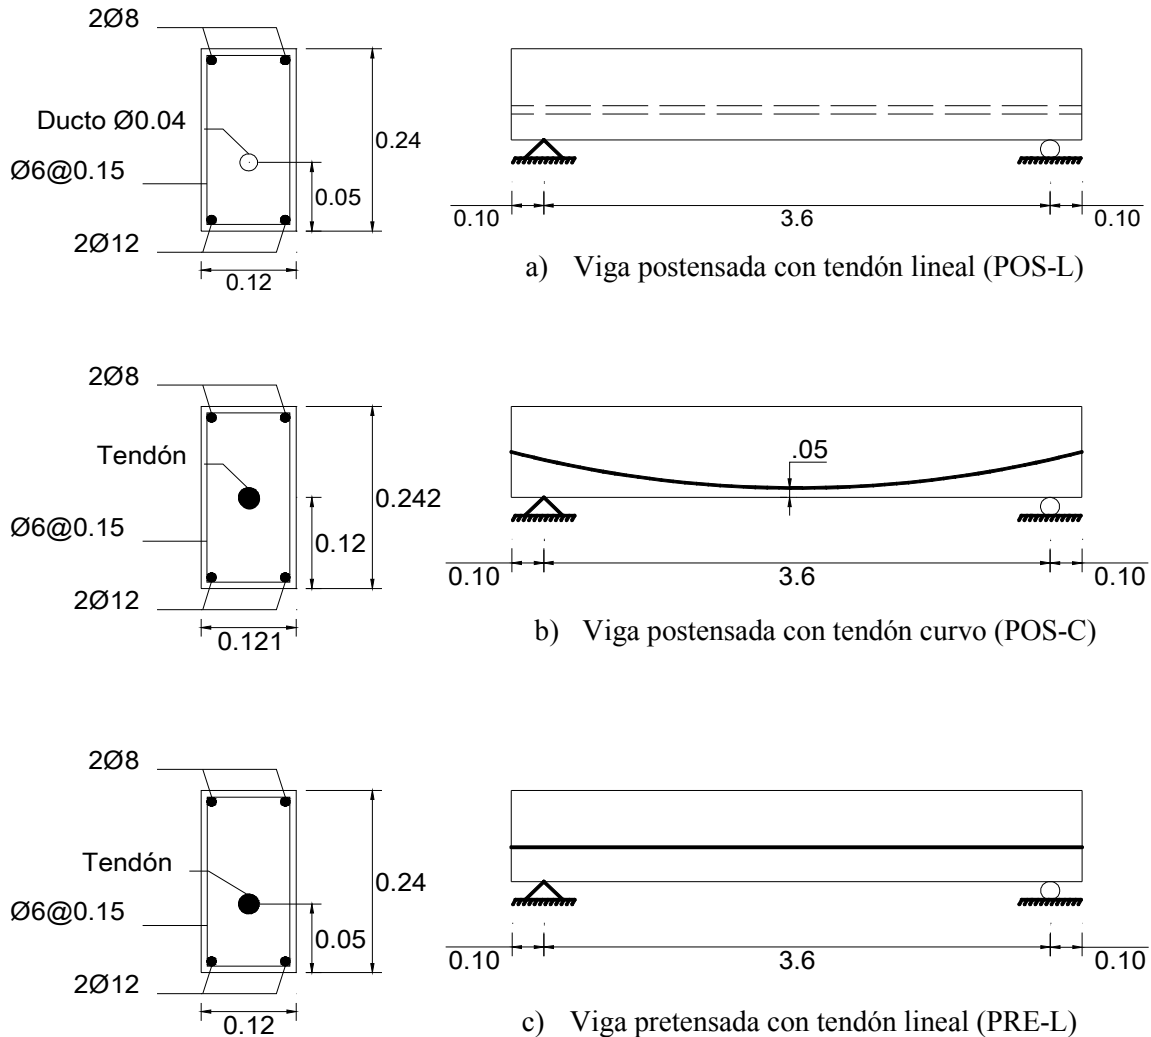 2Ø8
Ducto Ø0.04
Ø6@0.15
2Ø12
0.24
0.05
0.12
0.10
3.6
0.10
a) Viga postensada con tendón lineal (POS-L)
2Ø8
Tendón
Ø6@0.15
2Ø12
0.242
0.12
0.121
.05
0.10
3.6
0.10
b) Viga postensada con tendón curvo (POS-C)
2Ø8
Tendón
Ø6@0.15
2Ø12
0.24
0.05
0.12
0.10
3.6
0.10
c) Viga pretensada con tendón lineal (PRE-L)